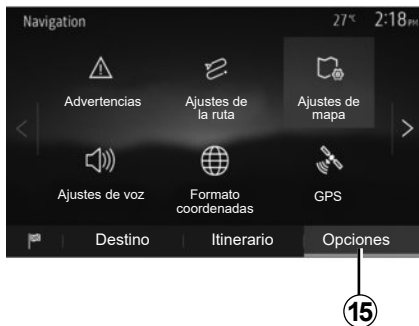 Navigation 27°C 2:18PM
Advertencias
Ajustes de
la ruta
Ajustes de
mapa
Ajustes de voz
Formato
coordenadas
GPS
Destino Itinerario Opciones
15